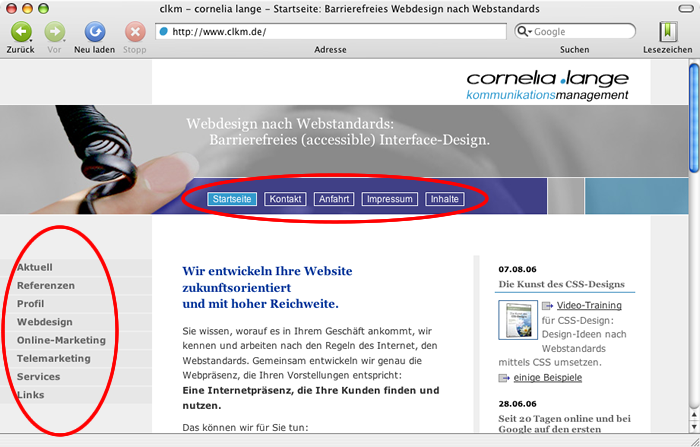 clkm – cornelia lange – Startseite: Barrierefreies Webdesign nach Webstandards
http://www.clkm.de/
Google
Zurück
Vor
Neu laden
Stopp
Adresse
Suchen
Lesezeichen
cornelia.lange
kommunikationsmanagement
Webdesign nach Webstandards:
Barrierefreies (accessible) Interface-Design.
Startseite
Kontakt
Anfahrt
Impressum
Inhalte
Aktuell
Referenzen
Profil
Webdesign
Online-Marketing
Telemarketing
Services
Links
Wir entwickeln Ihre Website
zukunftsorientiert
und mit hoher Reichweite.
Sie wissen, worauf es in Ihrem Geschäft ankommt, wir
kennen und arbeiten nach den Regeln des Internet, den
Webstandards. Gemeinsam entwickeln wir genau die
Webpräsenz, die Ihren Vorstellungen entspricht:
Eine Internetpräsenz, die Ihre Kunden finden und
nutzen.
Das können wir für Sie tun:
07.08.06
Die Kunst des CSS-Designs
Video-Training
für CSS-Design:
Design-Ideen nach
Webstandards
mittels CSS umsetzen.
einige Beispiele
28.06.06
Seit 20 Tagen online und bei
Google auf den ersten